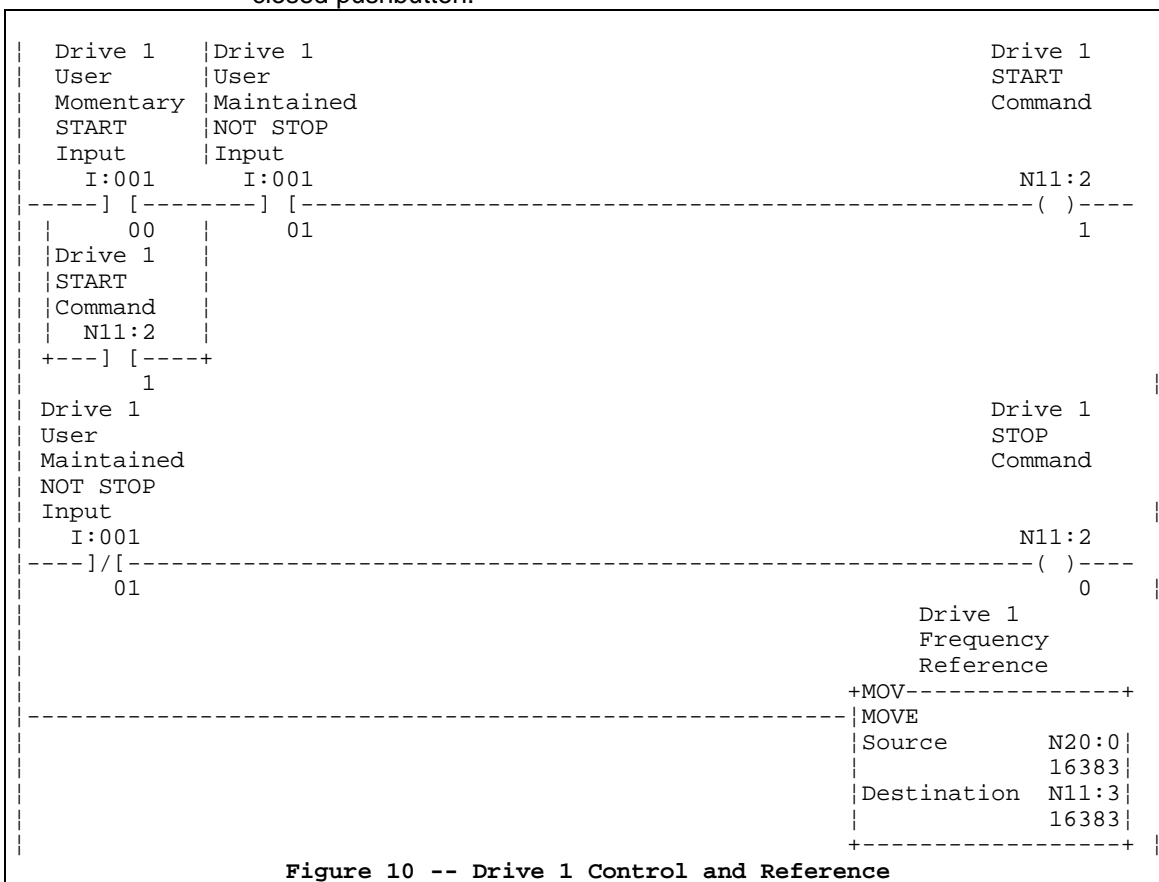 closed pushbutton.
¦  Drive 1   ¦Drive 1                                               Drive 1
¦  User      ¦User                                                  START
¦  Momentary ¦Maintained                                            Command
¦  START     ¦NOT STOP
¦  Input     ¦Input
¦    I:001      I:001                                                 N11:2
¦-----] [--------] [---------------------------------------------------( )----
¦ ¦     00   ¦     01                                                     1
¦ ¦Drive 1   ¦
¦ ¦START     ¦
¦ ¦Command   ¦
¦ ¦  N11:2   ¦
¦ +---] [----+
¦       1                                                                      ¦
¦ Drive 1                                                           Drive 1
¦ User                                                              STOP
¦ Maintained                                                        Command
¦ NOT STOP
¦ Input                                                                        ¦
¦   I:001                                                             N11:2
¦----]/[---------------------------------------------------------------( )----
¦      01                                                                  0    ¦
¦                                                              Drive 1
¦                                                              Frequency
¦                                                              Reference
¦                                                         +MOV---------------+
¦---------------------------------------------------------¦MOVE
¦                                                         ¦Source       N20:0¦
¦                                                         ¦             16383¦
¦                                                         ¦Destination  N11:3¦
¦                                                         ¦             16383¦
¦                                                         +------------------+ ¦
Figure 10 -- Drive 1 Control and Reference